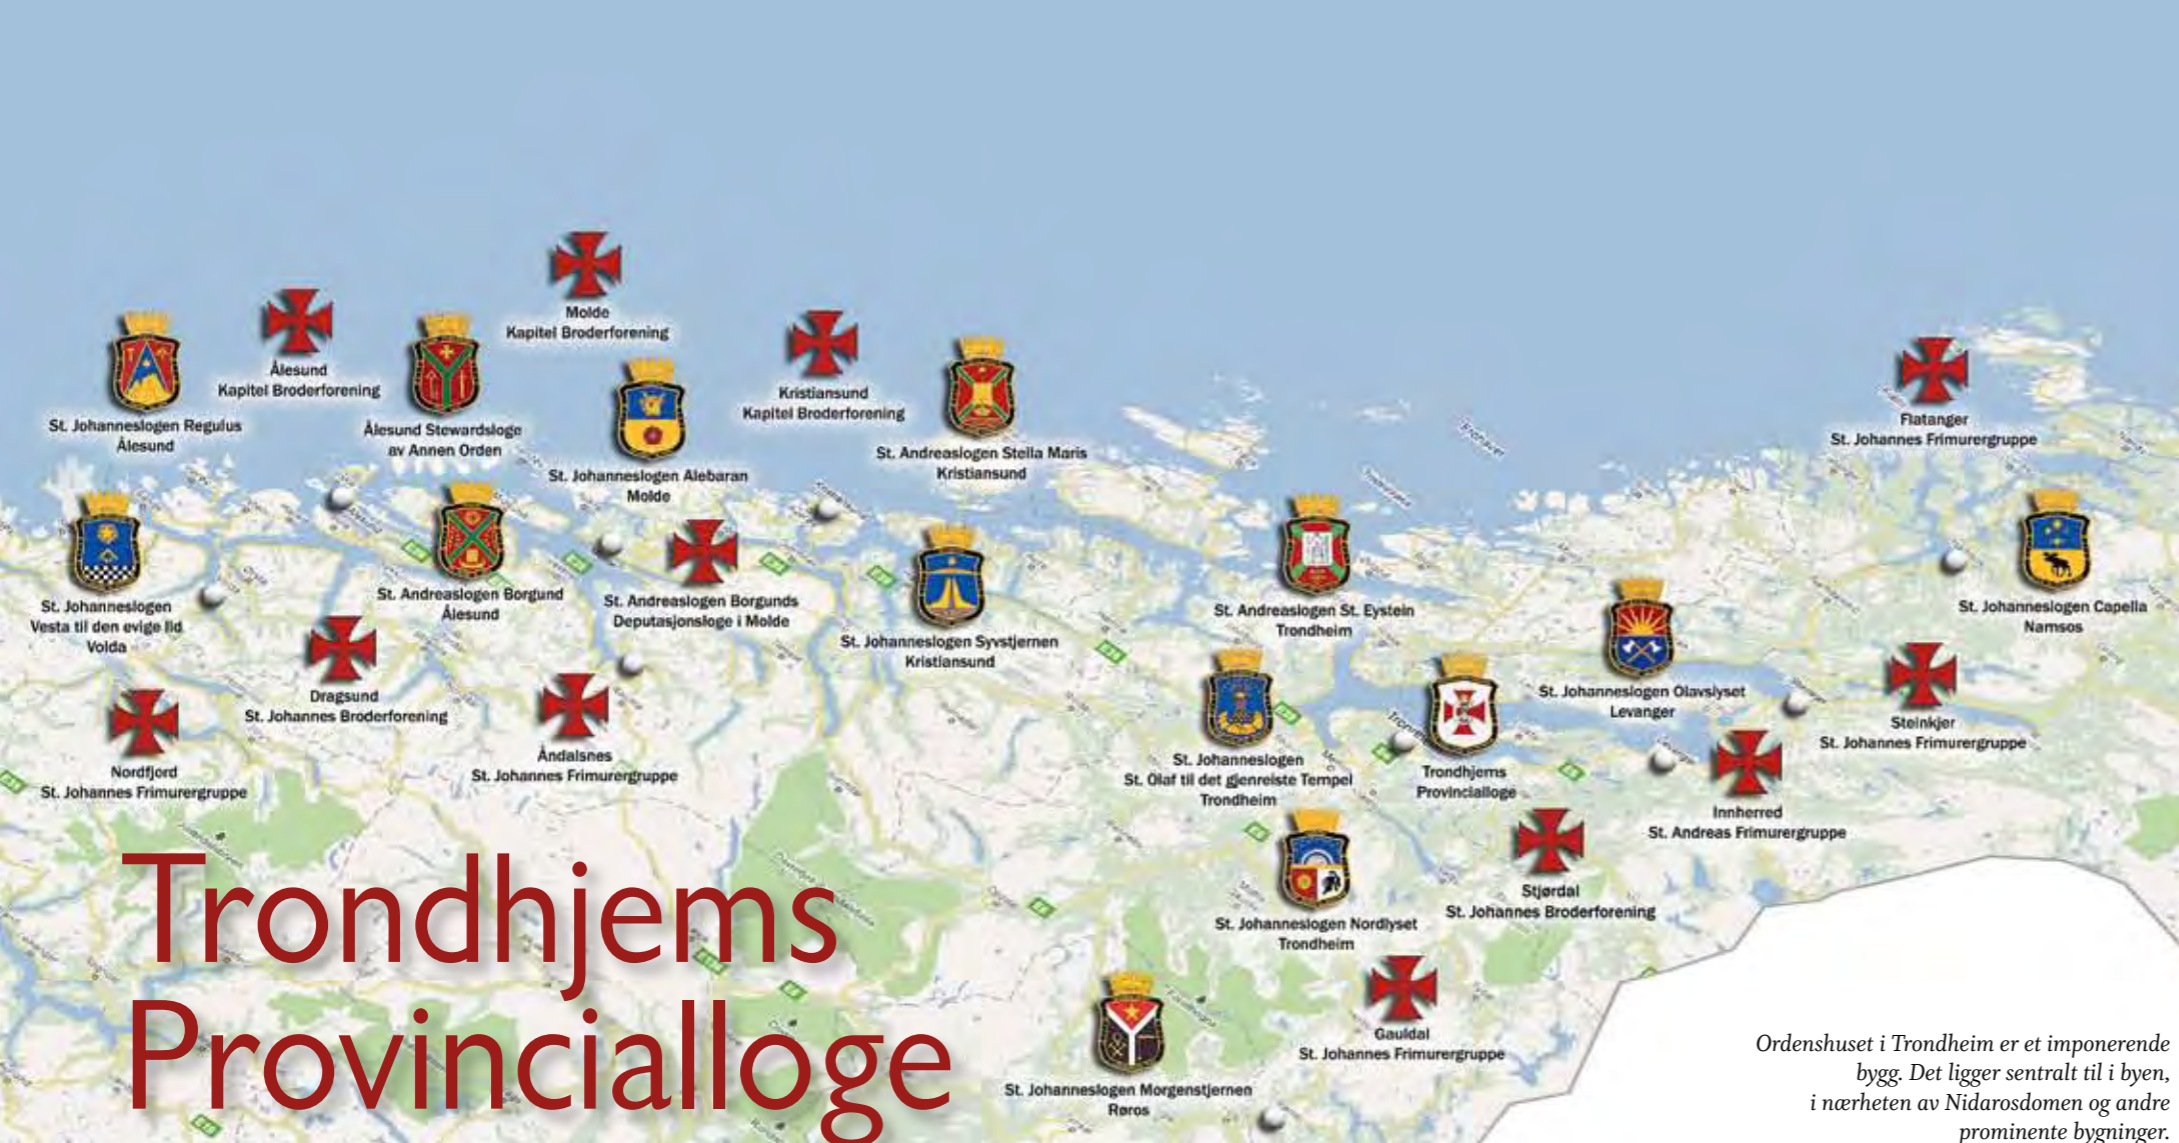 Molde
Kapitel Broderforening
Ålesund
Kapitel Broderforening
Kristiansund
Kapitel Broderforening
St. Johanneslogen Regulus
Ålesund
Ålesund Stewardsloge
av Annen Orden
St. Johanneslogen Alebaran
Molde
St. Andreaslogen Stella Maris
Kristiansund
Flatanger
St. Johannes Frimurergruppe
St. Johanneslogen
Vesta til den evige Ild
Volda
St. Andreaslogen Borgund
Ålesund
St. Andreaslogen Borgunds
Deputasjonsloge i Molde
St. Johanneslogen Syvstjernen
Kristiansund
St. Andreaslogen St. Eystein
Trondheim
St. Johanneslogen Capella
Namsos
Dragsund
St. Johannes Broderforening
St. Johanneslogen Olavslyset
Levanger
Steinkjer
St. Johannes Frimurergruppe
Nordfjord
St. Johannes Frimurergruppe
Åndalsnes
St. Johannes Frimurergruppe
St. Johanneslogen
St. Olaf til det gjenreiste Tempel
Trondheim
Trondhjems
Provincialloge
Innherred
St. Andreas Frimurergruppe
Stjørdal
St. Johannes Broderforening
St. Johanneslogen Nordlyset
Trondheim
Gauldal
St. Johannes Frimurergruppe
St. Johanneslogen Morgenstjernen
Røros
Trondhjems
Provincialloge
Ordenshuset i Trondheim er et imponerende
bygg. Det ligger sentralt til i byen,
i nærheten av Nidarosdomen og andre
prominente bygninger.